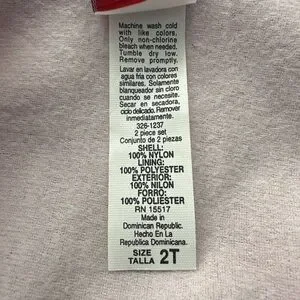 Machine wash cold
with like colors.
Only non-chlorine
bleach when needed.
Tumble dry low.
Remove promptly.
Lavar en lavadora con
agua fria con colores
similares. Solamente
blanqueador sin cloro
cuando se necesite.
Secar en secadora,
ciclo delicado. Remover
inmediatamente.
326-1237
2 piece set
Conjunto de 2 piezas
SHELL:
100% NYLON
LINING:
100% POLYESTER
EXTERIOR:
100% NILON
FORRO:
100% POLIESTER
RN 15517
Made in
Dominican Republic.
Hecho En La
Republica Dominicana.
SIZE
TALLA 2T